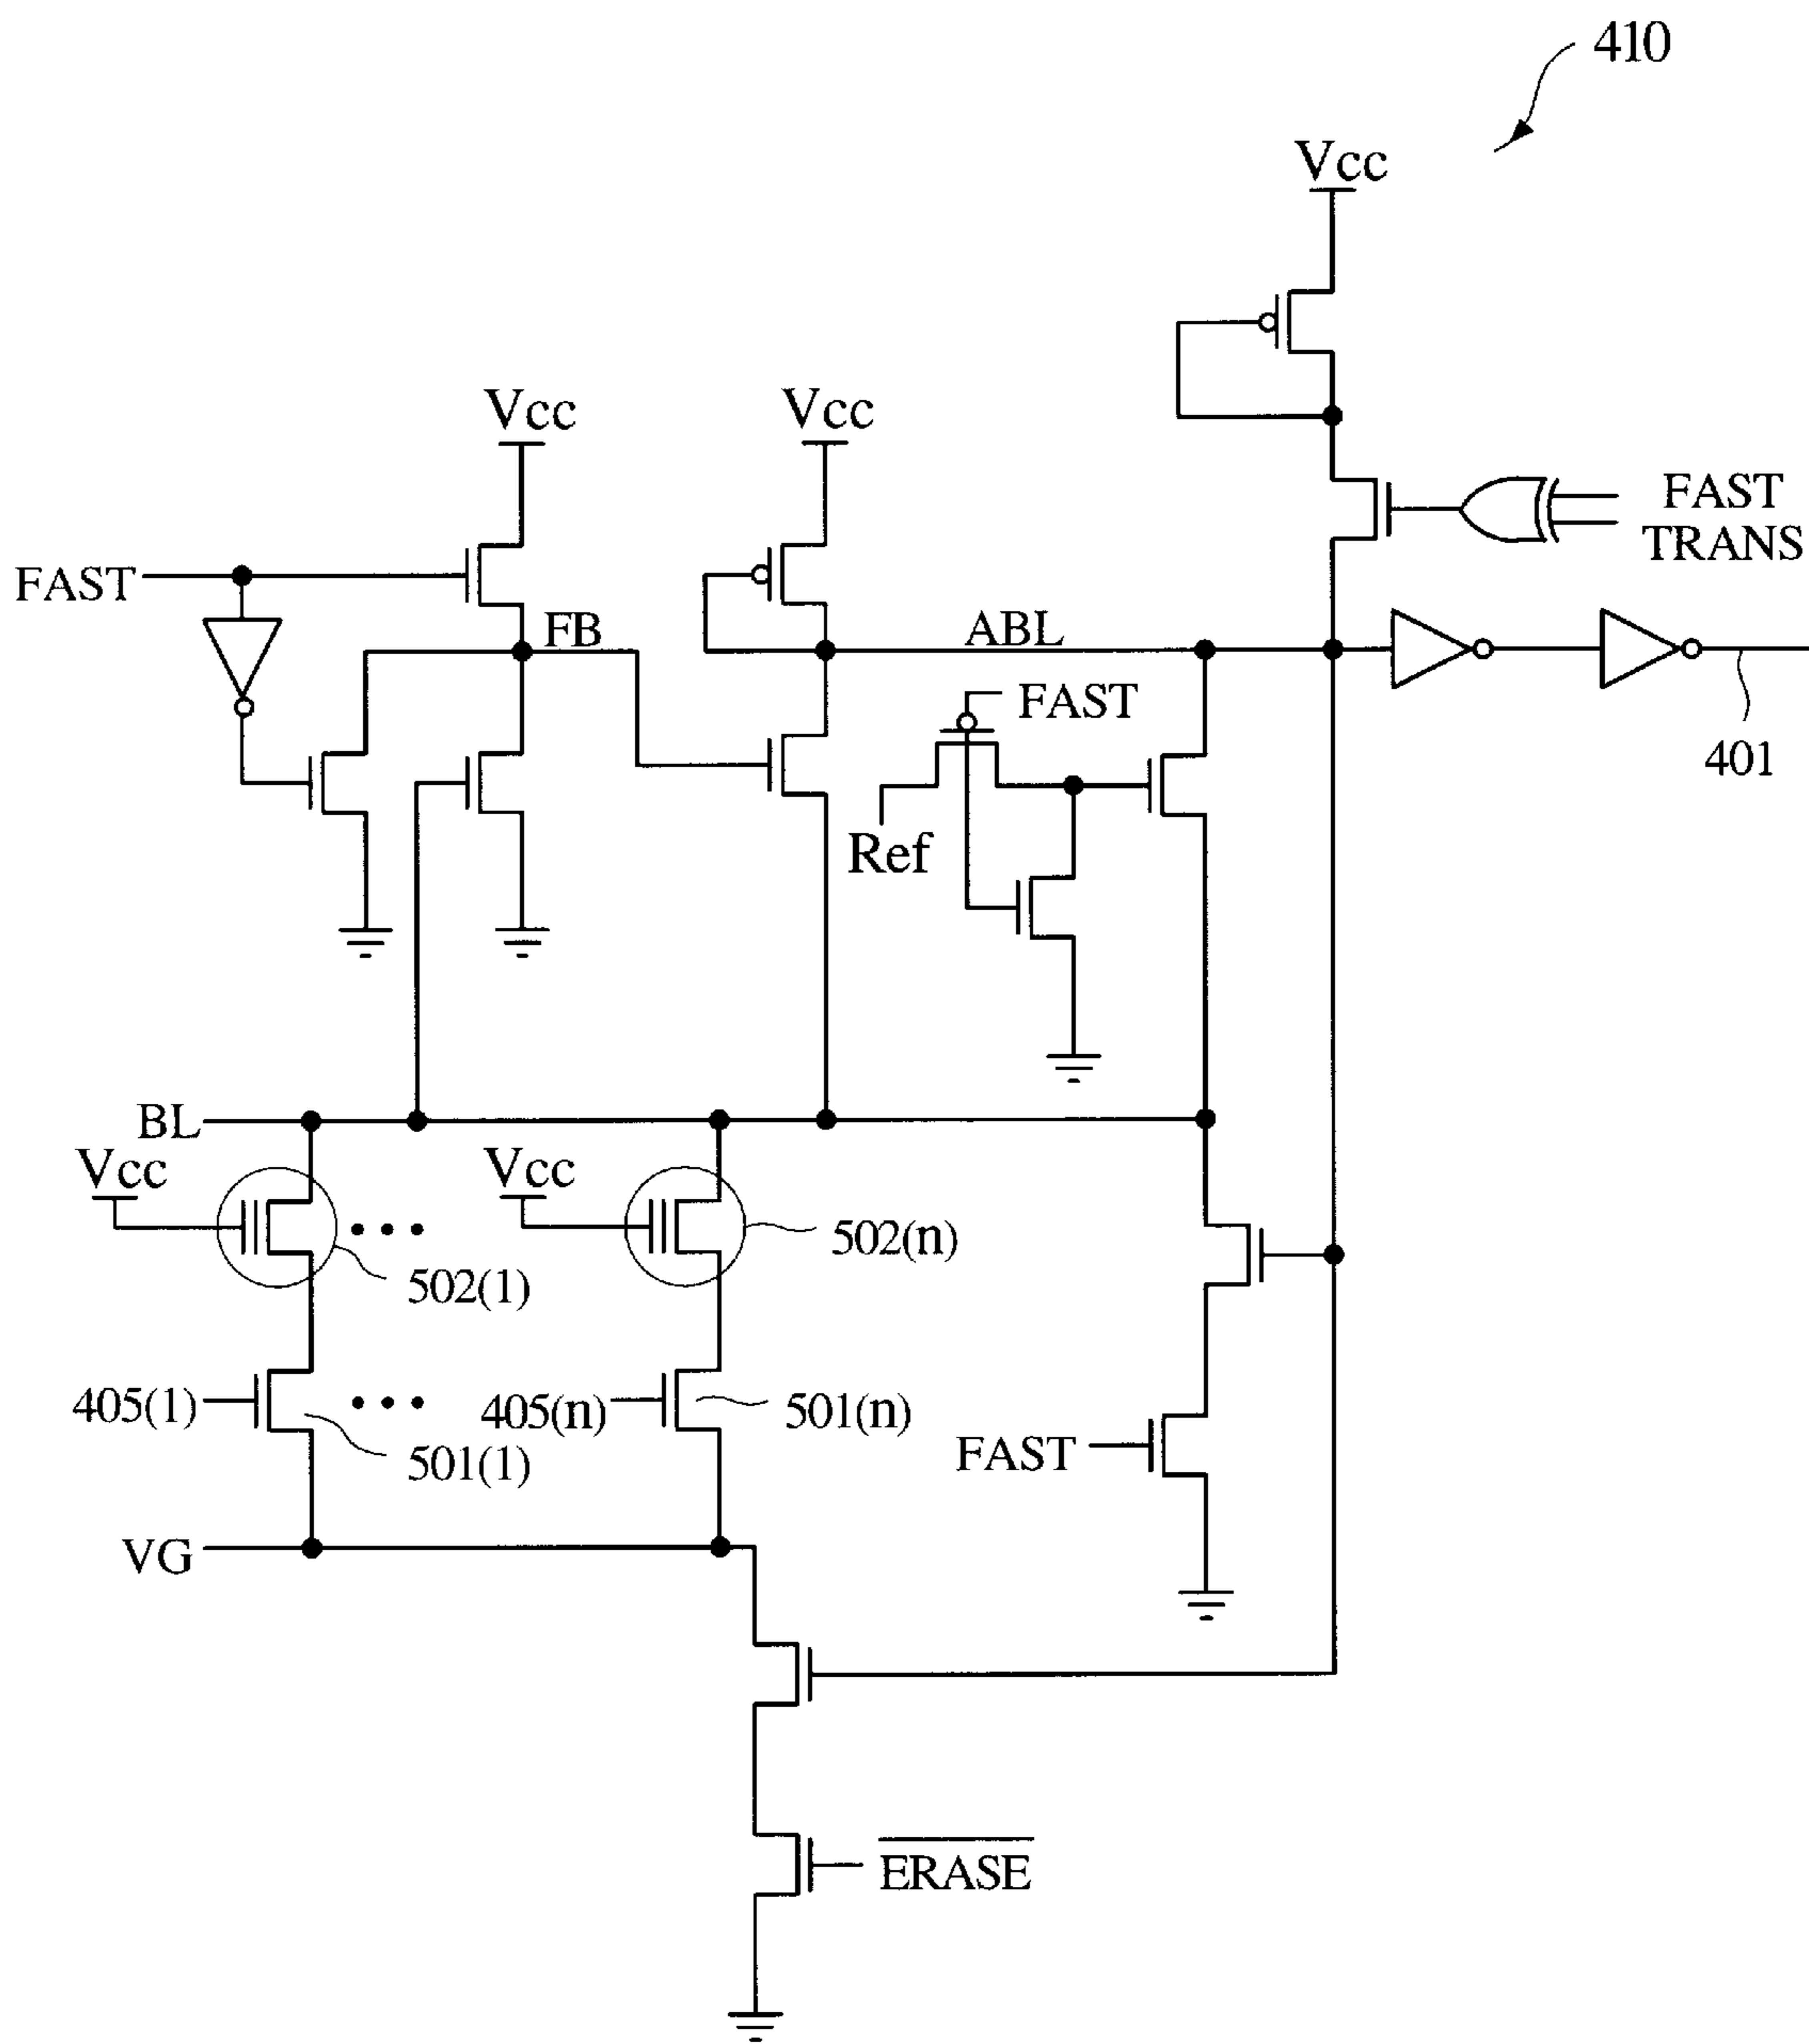 410
Vcc
Vcc
Vcc
FAST
TRANS
FAST
FB
ABL
FAST
401
Ref
BL
Vcc
Vcc
502(n)
502(1)
405(1)
405(n)
501(n)
501(1)
FAST
VG
ERASE